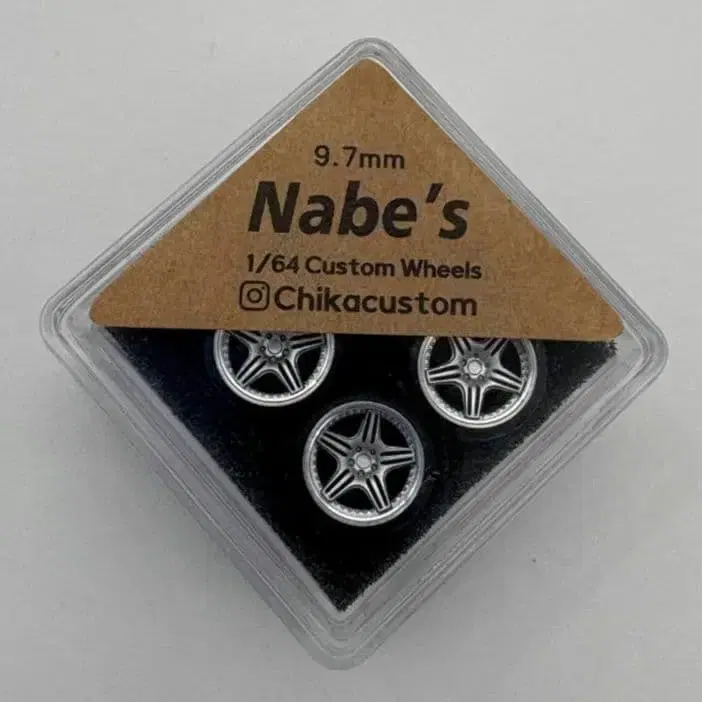 9.7mm
Nabe's
1/64 Custom Wheels
Chikacustom